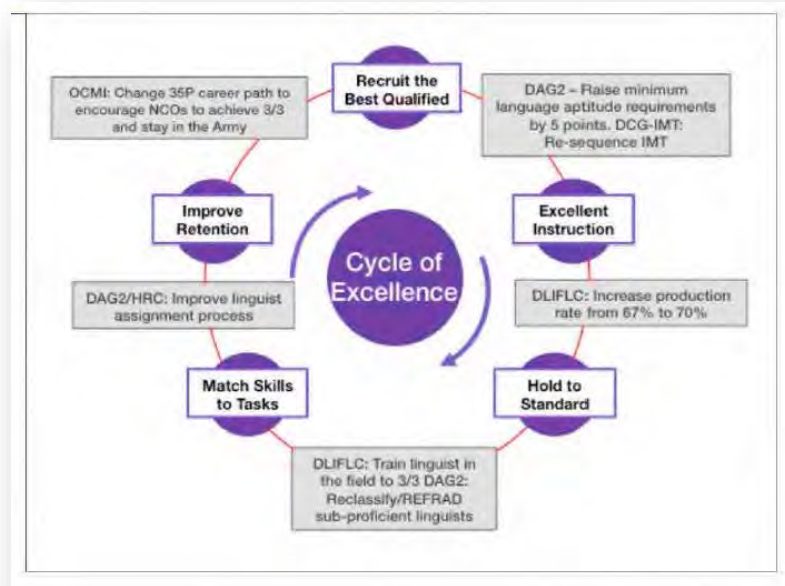 Recruit the
Best Qualified
DAG2 – Raise minimum
language aptitude requirements
by 5 points. DCG-IMT:
Re-sequence IMT
Excellent
Instruction
DLIFLC: Increase production
rate from 67% to 70%
Hold to
Standard
DLIFLC: Train linguist in
the field to 3/3 DAG2:
Reclassify/REFRAD
sub-proficient linguists
Match Skills
to Tasks
DAG2/HRC: Improve linguist
assignment process
Improve
Retention
OCMI: Change 35P career path to
encourage NCOs to achieve 3/3
and stay in the Army
Cycle of
Excellence